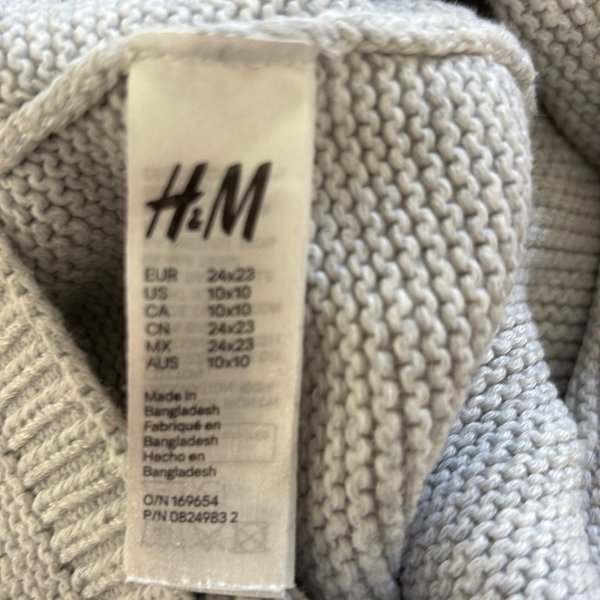 H&M
EUR 24x23
US 10x10
CA 10x10
CN 24x23
MX 24x23
AUS 10x10
Made in
Bangladesh
Fabriqué en
Bangladesh
Hecho en
Bangladesh
O/N 169654
P/N 0824983 2